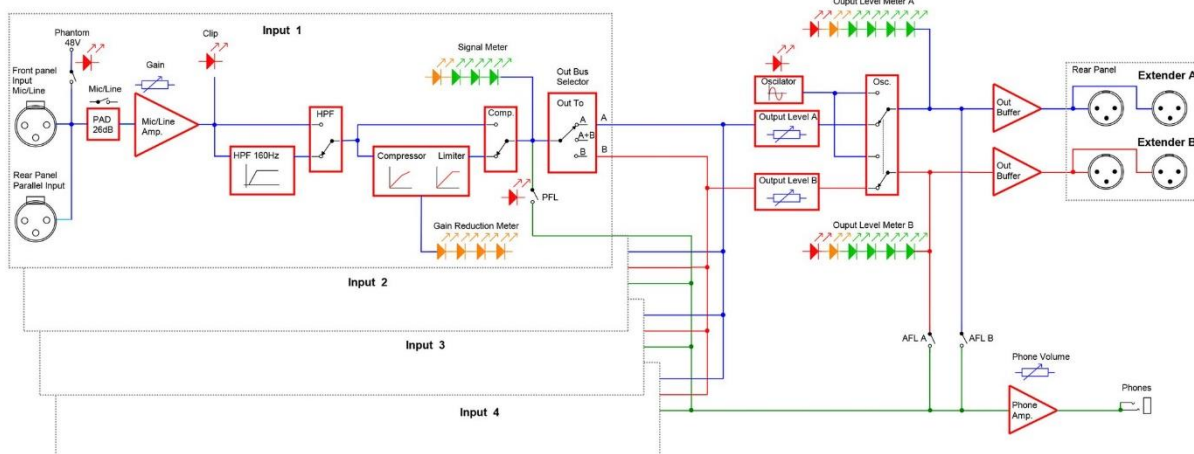 Ouput Level Meter A
Input 1
Phantom
48V
Clip
Signal Meter
Front panel
Input
Mic/Line
Gain
Mic/Line
PAD
26dB
Mic/Line
Amp.
HPF
HPF 160Hz
Compressor
Limiter
Comp.
Out Bus
Selector
Out To
A
A+B
B
A
B
PFL
Gain Reduction Meter
Rear Panel
Parallel Input
Input 2
Input 3
Input 4
Oscilator
Osc.
Output Level A
Output Level B
Ouput Level Meter B
Out
Buffer
Out
Buffer
Rear Panel
Extender A
Extender B
AFL A
AFL B
Phone Volume
Phone
Amp.
Phones